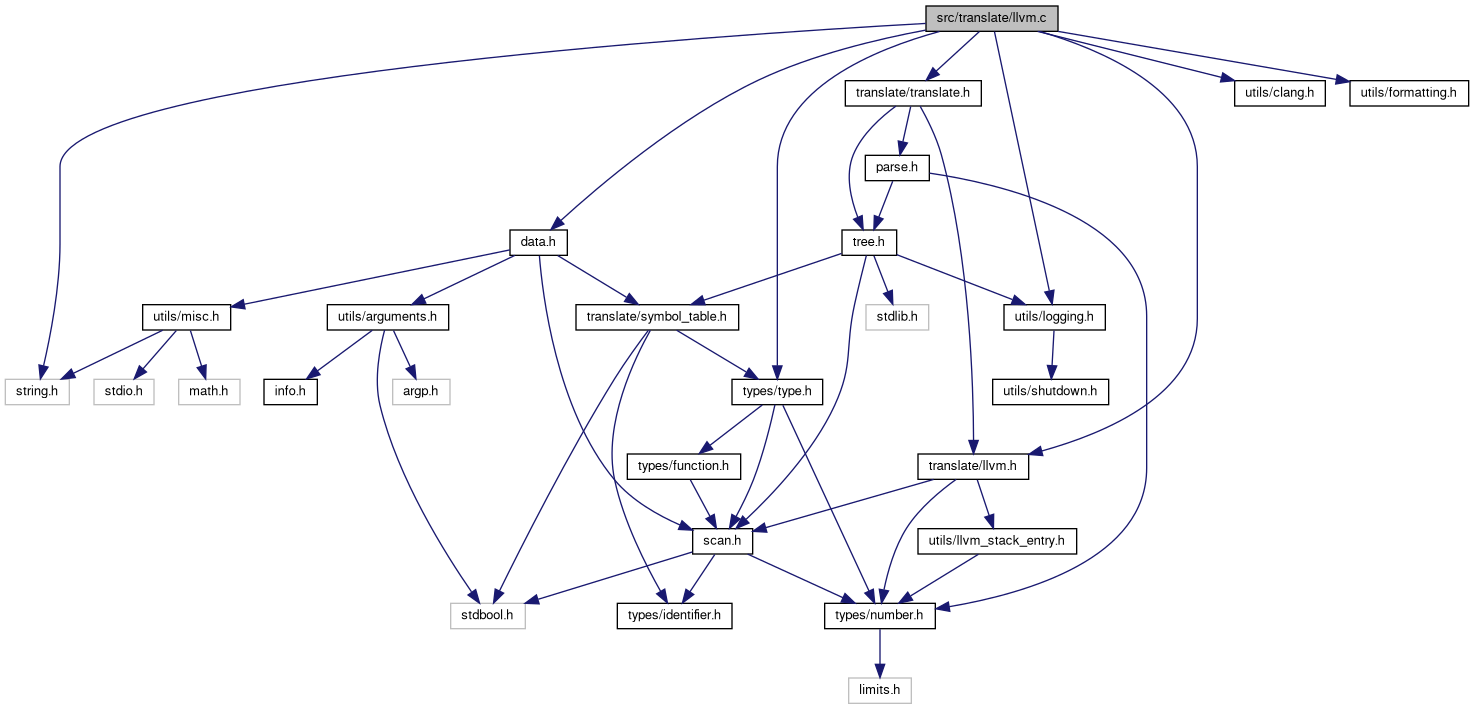 src/translate/llvm.c
translate/translate.h
utils/clang.h
utils/formatting.h
parse.h
data.h
tree.h
utils/misc.h
utils/arguments.h
translate/symbol_table.h
stdlib.h
utils/logging.h
string.h
stdio.h
math.h
info.h
argp.h
types/type.h
utils/shutdown.h
types/function.h
translate/llvm.h
scan.h
utils/llvm_stack_entry.h
stdbool.h
types/identifier.h
types/number.h
limits.h